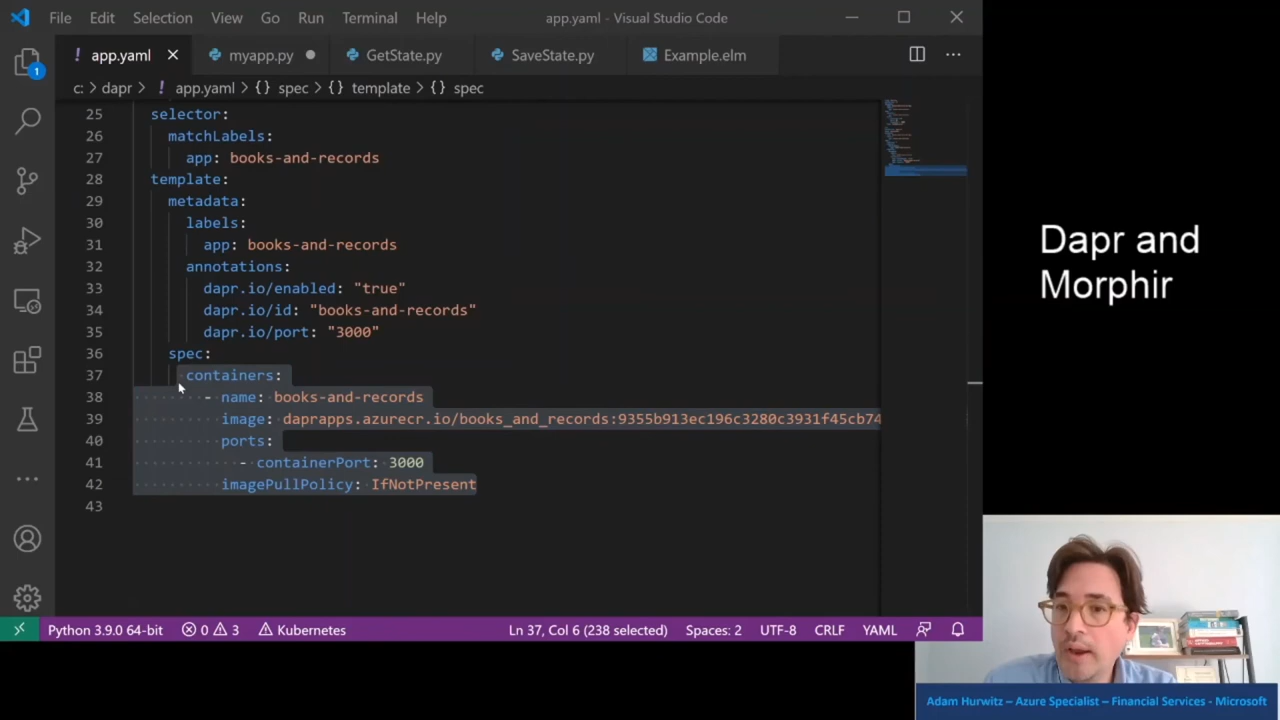 File Edit Selection View Go Run Terminal Help app.yaml - Visual Studio Code
! app.yaml myapp.py GetState.py SaveState.py Example.elm ...
1
c: > dapr > ! app.yaml > {} spec > {} template > {} spec
25 selector:
26 matchLabels:
27 app: books-and-records
28 template:
29 metadata:
30 labels:
31 app: books-and-records
32 annotations:
33 dapr.io/enabled: "true"
34 dapr.io/id: "books-and-records"
35 dapr.io/port: "3000"
36 spec:
37 containers:
38 - name: books-and-records
39 image: daprapps.azurecr.io/books_and_records:9355b913ec196c3280c3931f45cb74
40 ports:
41 - containerPort: 3000
42 imagePullPolicy: IfNotPresent
43
Python 3.9.0 64-bit 0 3 Kubernetes Ln 37, Col 6 (238 selected) Spaces: 2 UTF-8 CRLF YAML
Dapr and
Morphir
Adam Hurwitz – Azure Specialist – Financial Services - Microsoft